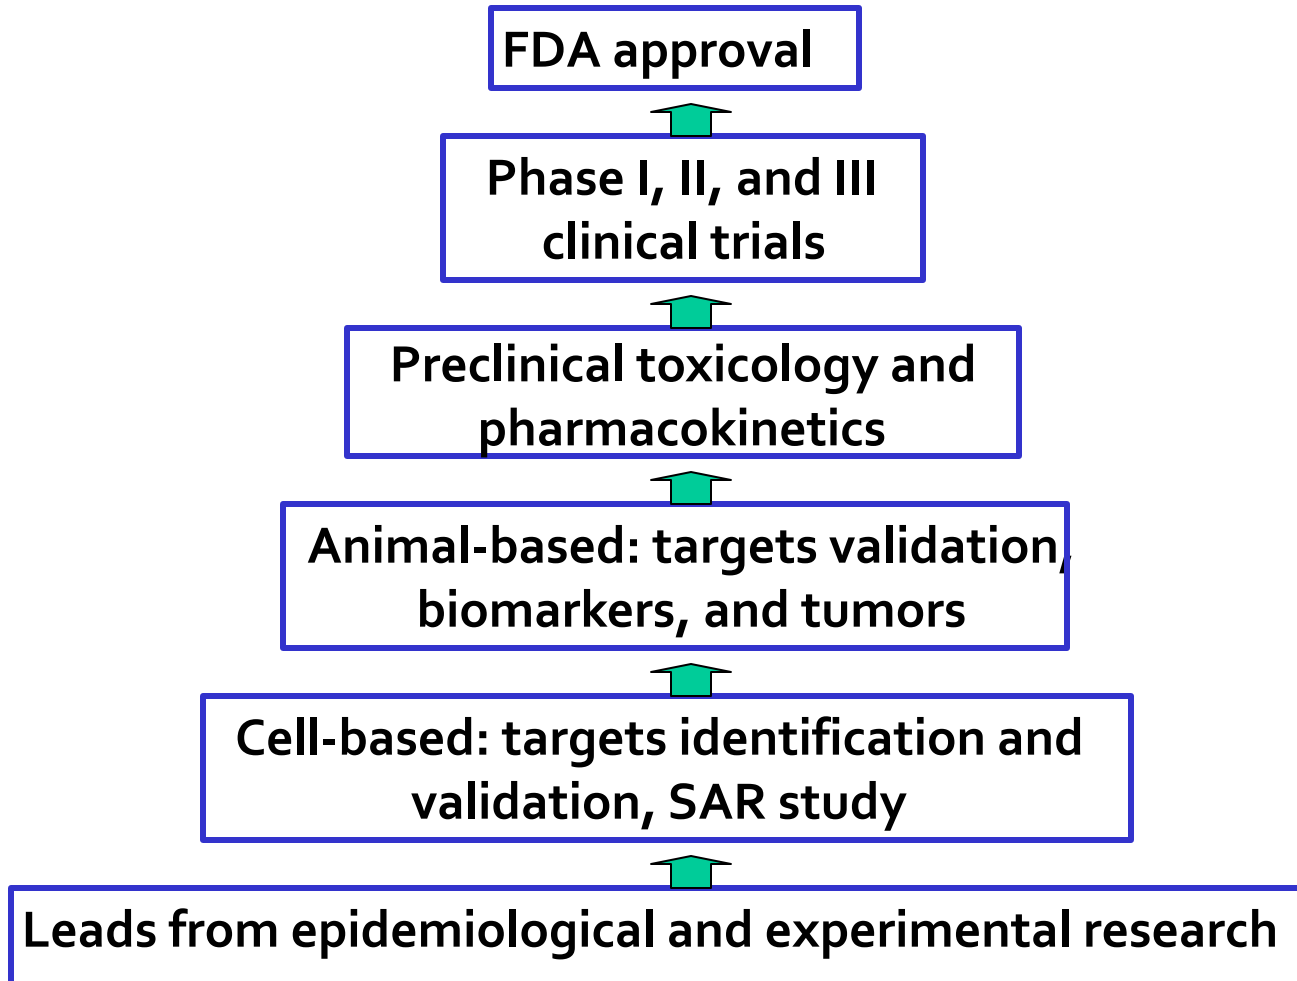 FDA approval
Phase I, II, and III
clinical trials
Preclinical toxicology and
pharmacokinetics
Animal-based: targets validation,
biomarkers, and tumors
Cell-based: targets identification and
validation, SAR study
Leads from epidemiological and experimental research